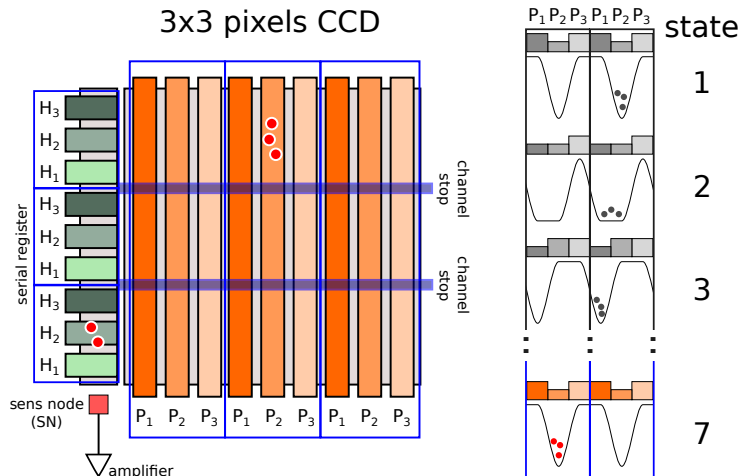 3x3 pixels CCD
P1 P2 P3 P1 P2 P3
state
H3
H2
H1
H3
H2
H1
H3
H2
H1
serial register
channel
stop
channel
stop
1
2
3
7
sens node
(SN)
amplifier
P1 P2 P3 P1 P2 P3 P1 P2 P3